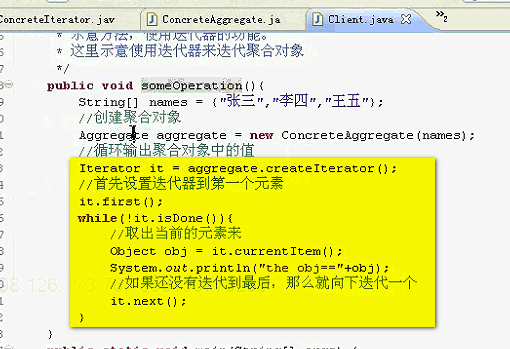 ConcreteIterator.jav ConcreteAggregate.ja Client.java 2
* 示意方法，使用迭代器的功能。
* 这里示意使用迭代器来迭代聚合对象
*/
public void someOperation(){
String[] names = {"张三","李四","王五"};
//创建聚合对象
Aggregate aggregate = new ConcreteAggregate(names);
//循环输出聚合对象中的值
Iterator it = aggregate.createIterator();
//首先设置迭代器到第一个元素
it.first();
while(!it.isDone()){
//取出当前的元素来
Object obj = it.currentItem();
System.out.println("the obj=="+obj);
//如果还没有迭代到最后，那么就向下迭代一个
it.next();
}
}